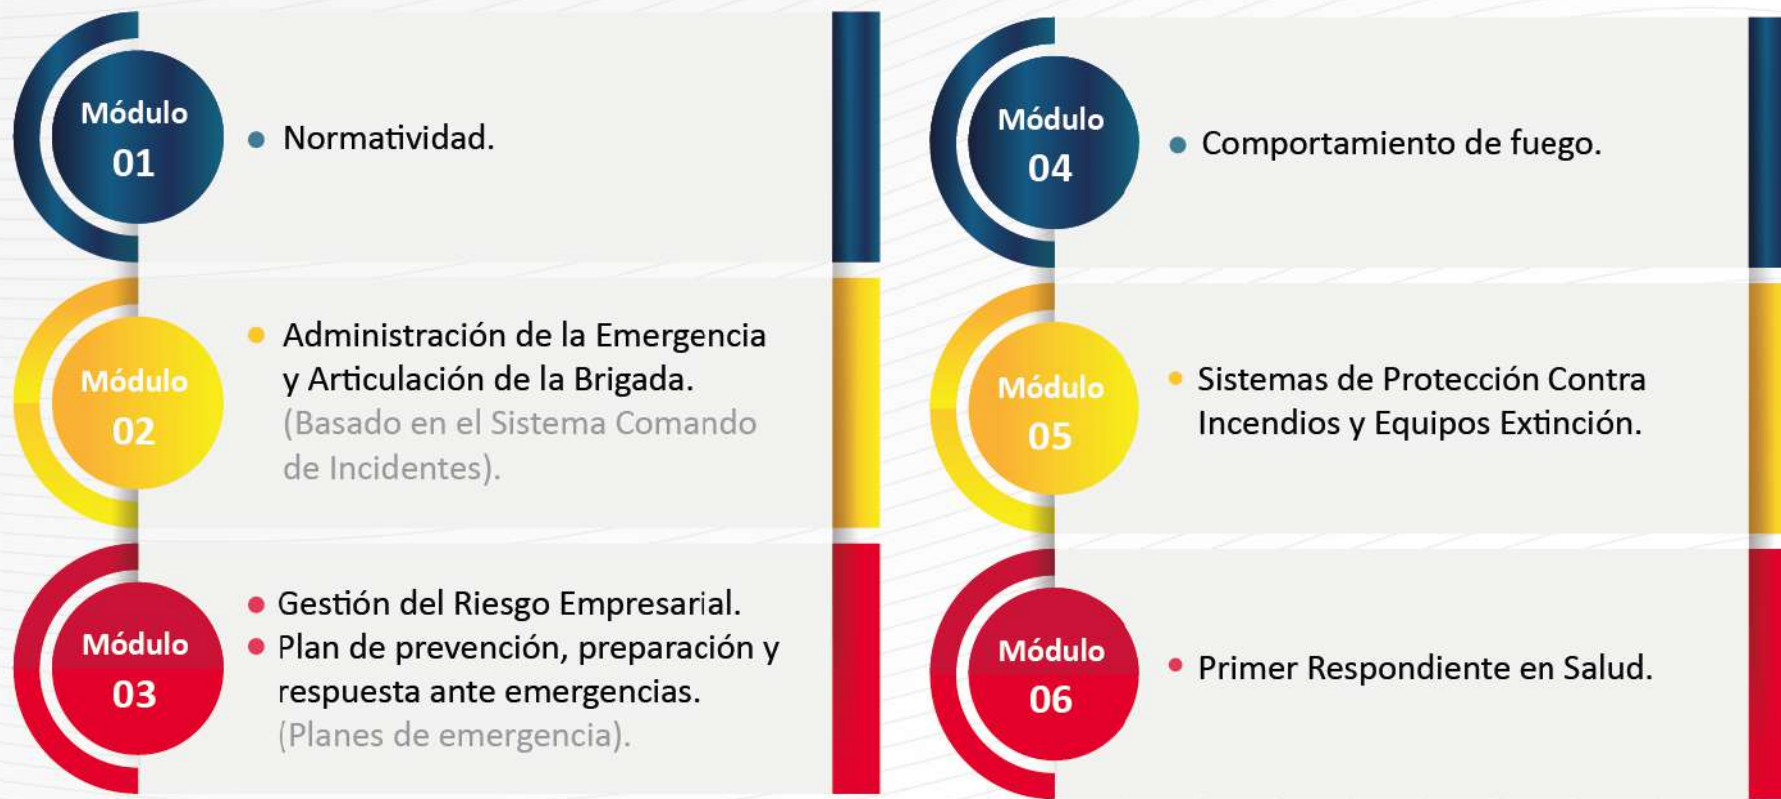 Módulo
01
Normatividad.
Módulo
02
Administración de la Emergencia
y Articulación de la Brigada.
(Basado en el Sistema Comando
de Incidentes).
Módulo
03
Gestión del Riesgo Empresarial.
Plan de prevención, preparación y
respuesta ante emergencias.
(Planes de emergencia).
Módulo
04
Comportamiento de fuego.
Módulo
05
Sistemas de Protección Contra
Incendios y Equipos Extinción.
Módulo
06
Primer Respondiente en Salud.